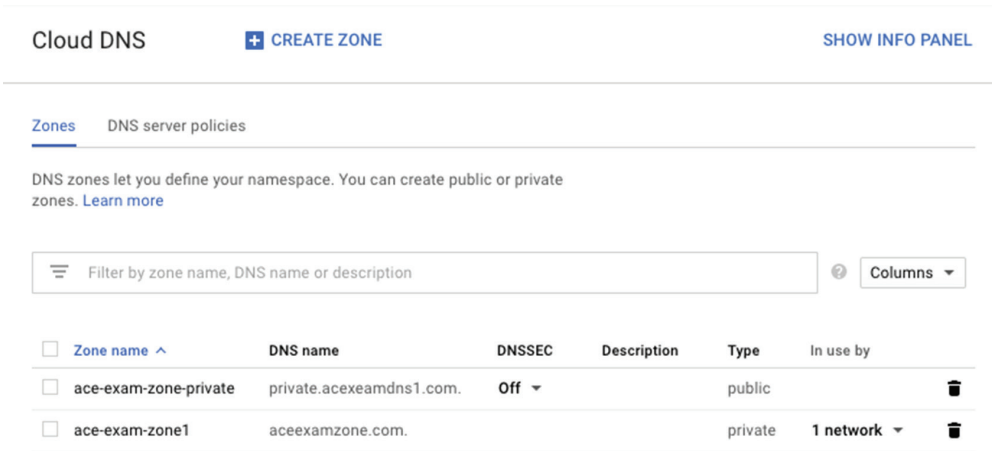 Cloud DNS CREATE ZONE SHOW INFO PANEL
Zones DNS server policies
DNS zones let you define your namespace. You can create public or private
zones. Learn more
Filter by zone name, DNS name or description ? Columns
Zone name DNS name DNSSEC Description Type In use by
ace-exam-zone-private private.acexeamdns1.com. Off public
ace-exam-zone1 aceexamzone.com. private 1 network